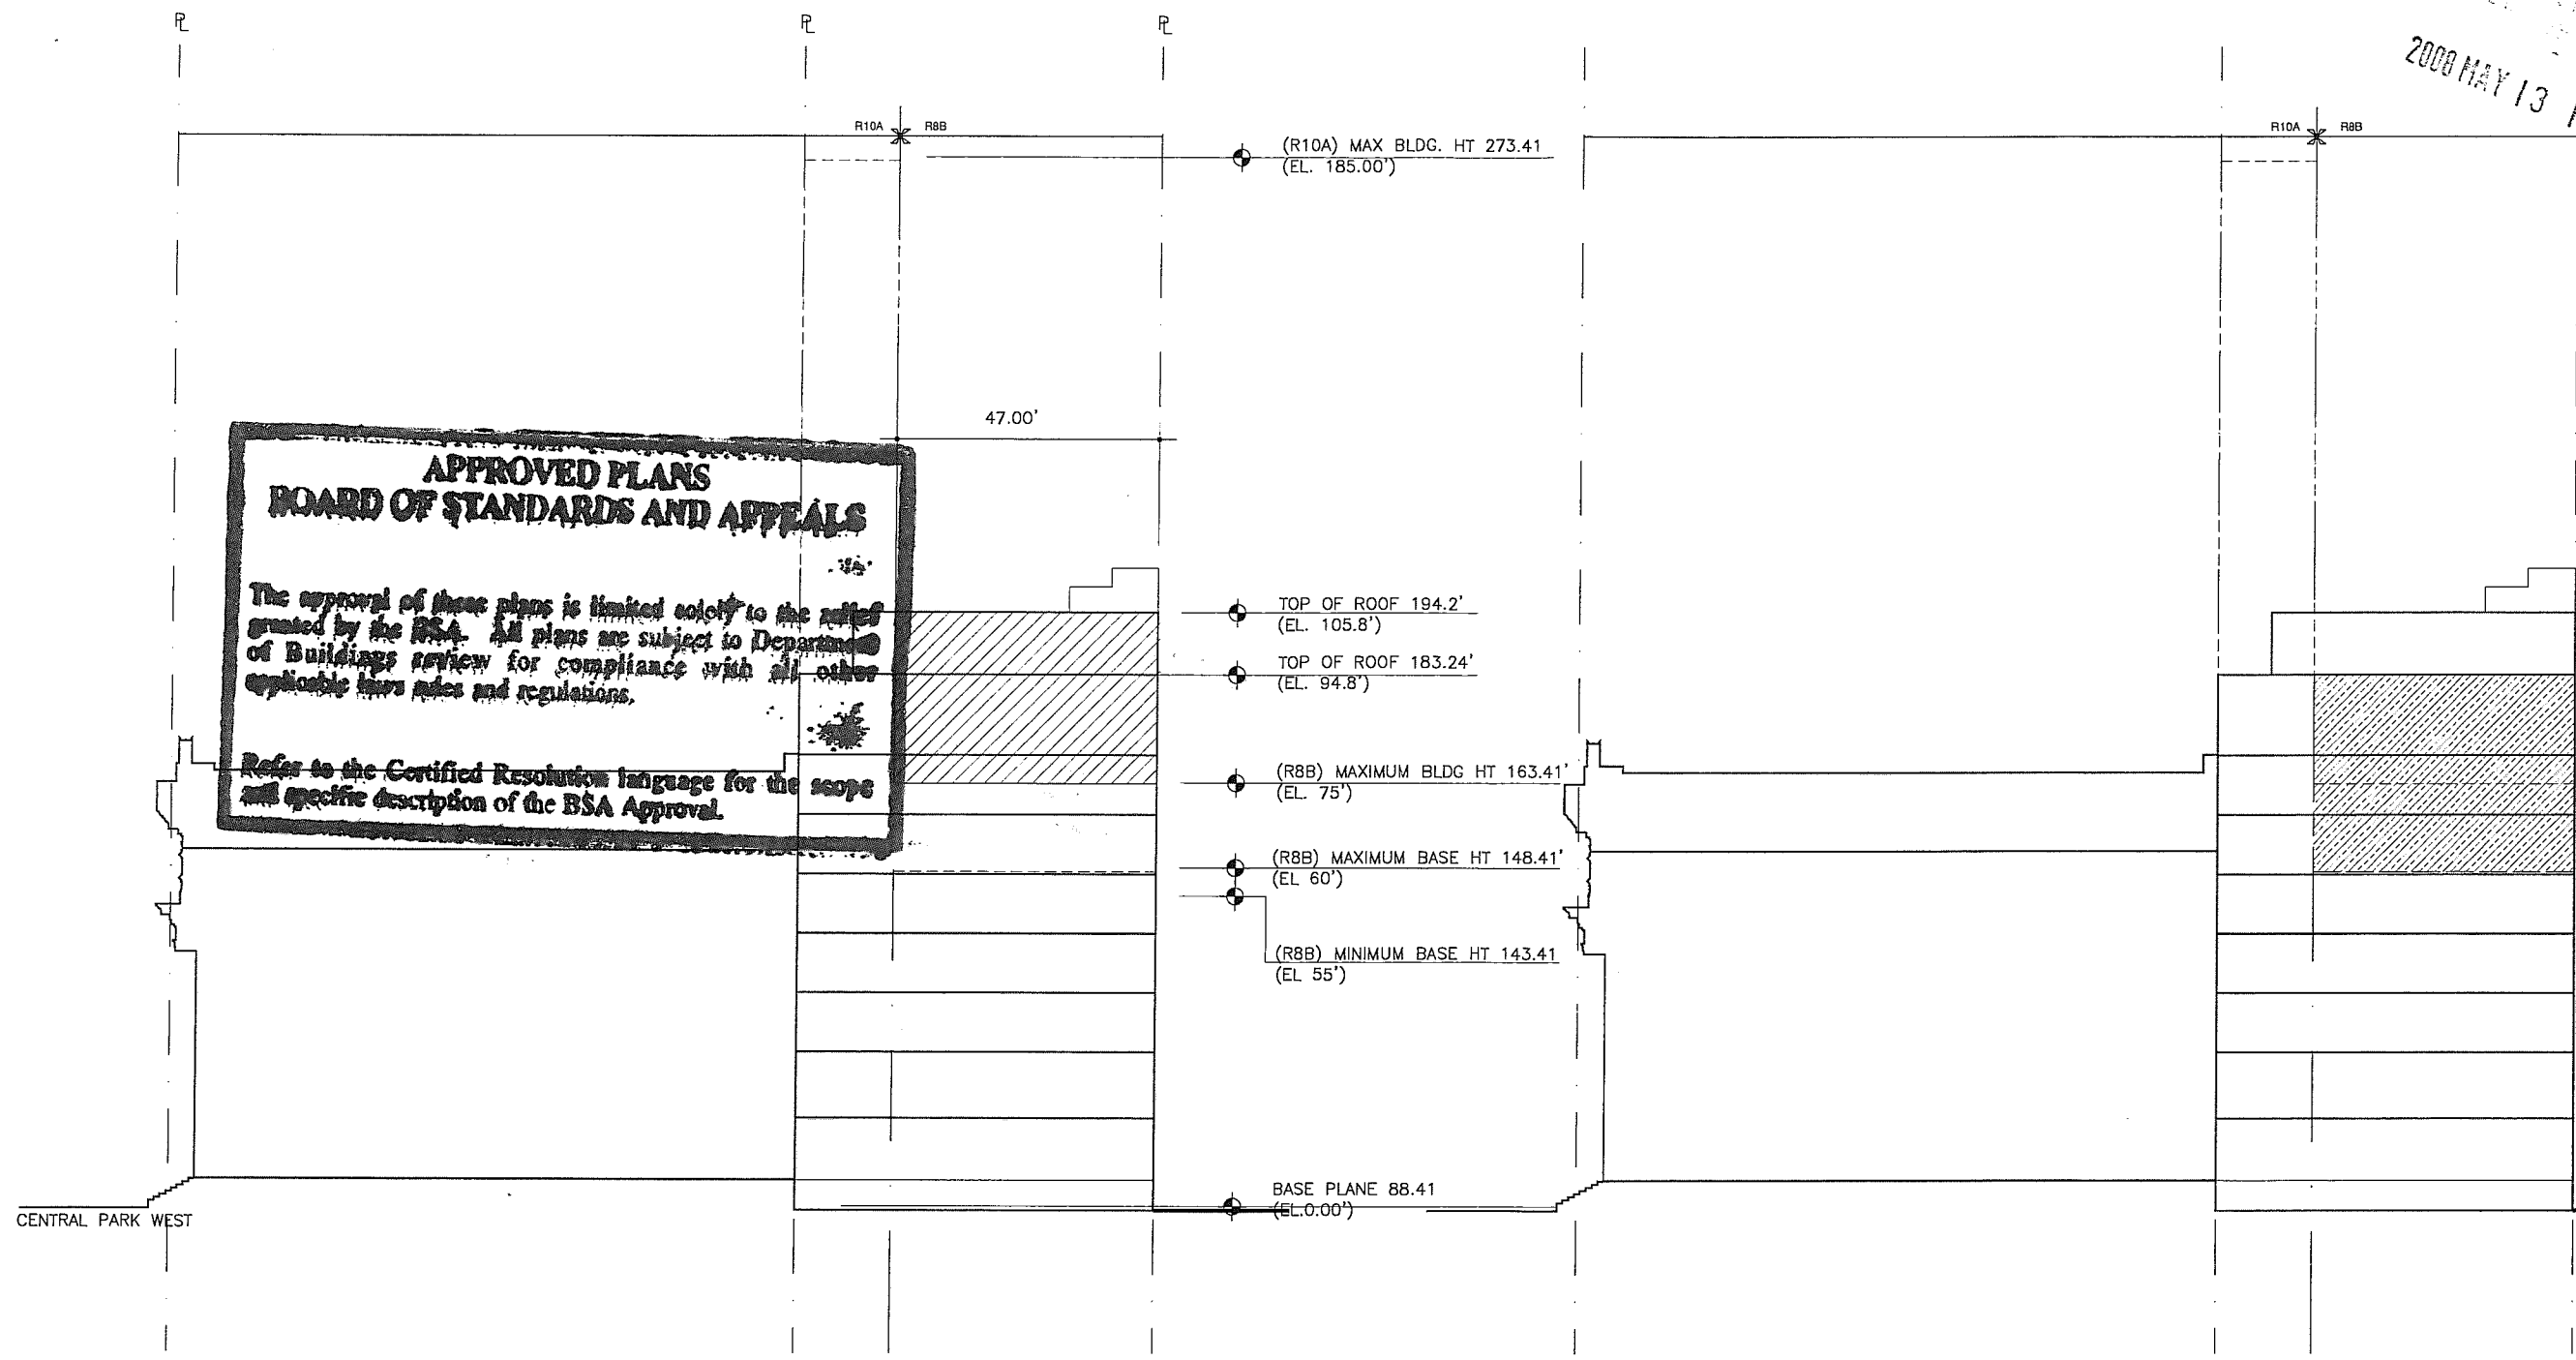 PL
PL
PL
2008 MAY 13
R10A R8B
R10A R8B
(R10A) MAX BLDG. HT 273.41
(EL. 185.00')
47.00'
APPROVED PLANS
BOARD OF STANDARDS AND APPEALS
The approval of these plans is limited solely to the relief
granted by the BSA. All plans are subject to Department
of Buildings review for compliance with all other
applicable laws rules and regulations.
Refer to the Certified Resolution language for the scope
and specific description of the BSA Approval.
TOP OF ROOF 194.2'
(EL. 105.8')
TOP OF ROOF 183.24'
(EL. 94.8')
(R8B) MAXIMUM BLDG HT 163.41'
(EL. 75')
(R8B) MAXIMUM BASE HT 148.41'
(EL 60')
(R8B) MINIMUM BASE HT 143.41
(EL 55')
BASE PLANE 88.41
(EL.0.00')
CENTRAL PARK WEST